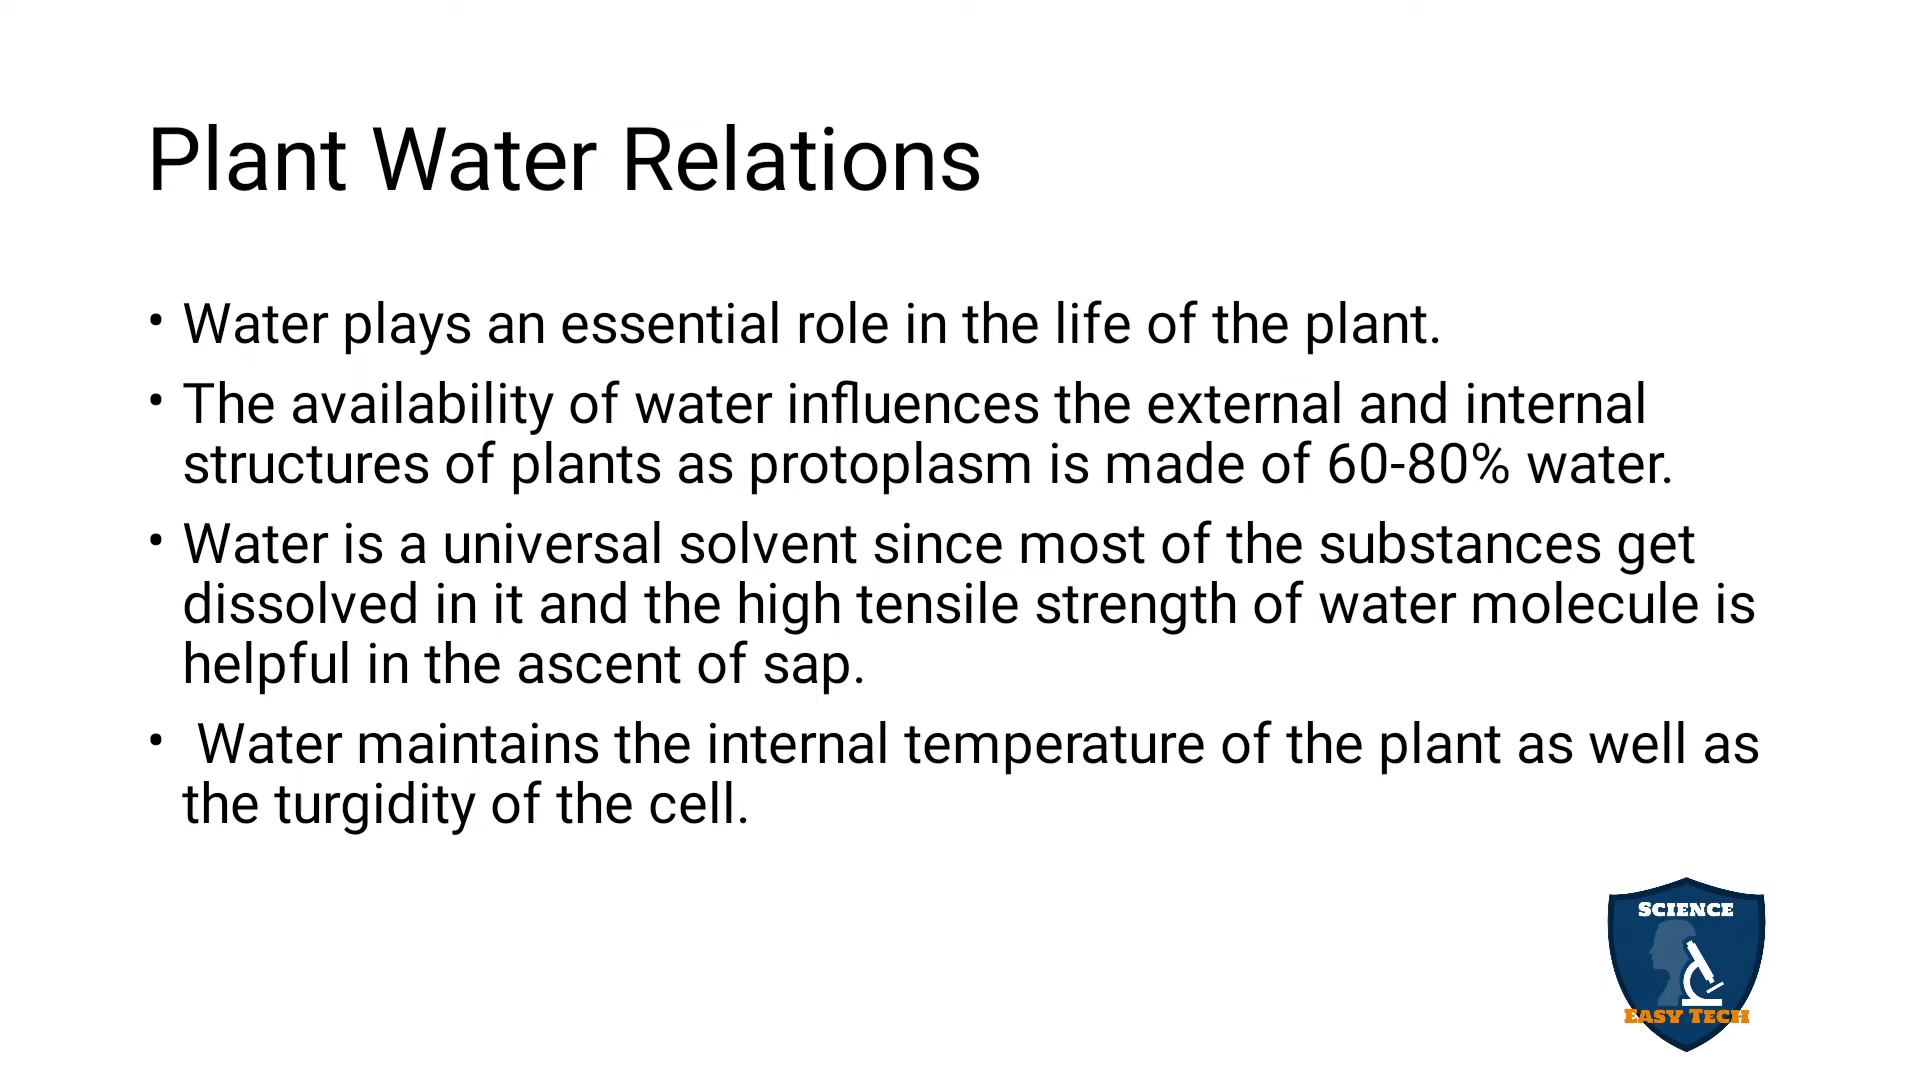 Plant Water Relations
• Water plays an essential role in the life of the plant.
• The availability of water influences the external and internal
structures of plants as protoplasm is made of 60-80% water.
• Water is a universal solvent since most of the substances get
dissolved in it and the high tensile strength of water molecule is
helpful in the ascent of sap.
• Water maintains the internal temperature of the plant as well as
the turgidity of the cell.
SCIENCE
EASY TECH